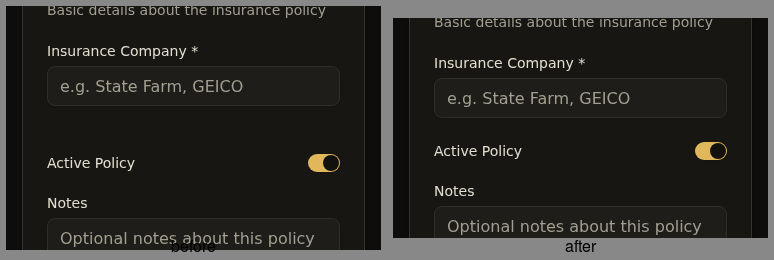 Basic details about the insurance policy
Insurance Company *
e.g. State Farm, GEICO
Active Policy
Notes
Optional notes about this policy
before
Basic details about the insurance policy
Insurance Company *
e.g. State Farm, GEICO
Active Policy
Notes
Optional notes about this policy
after